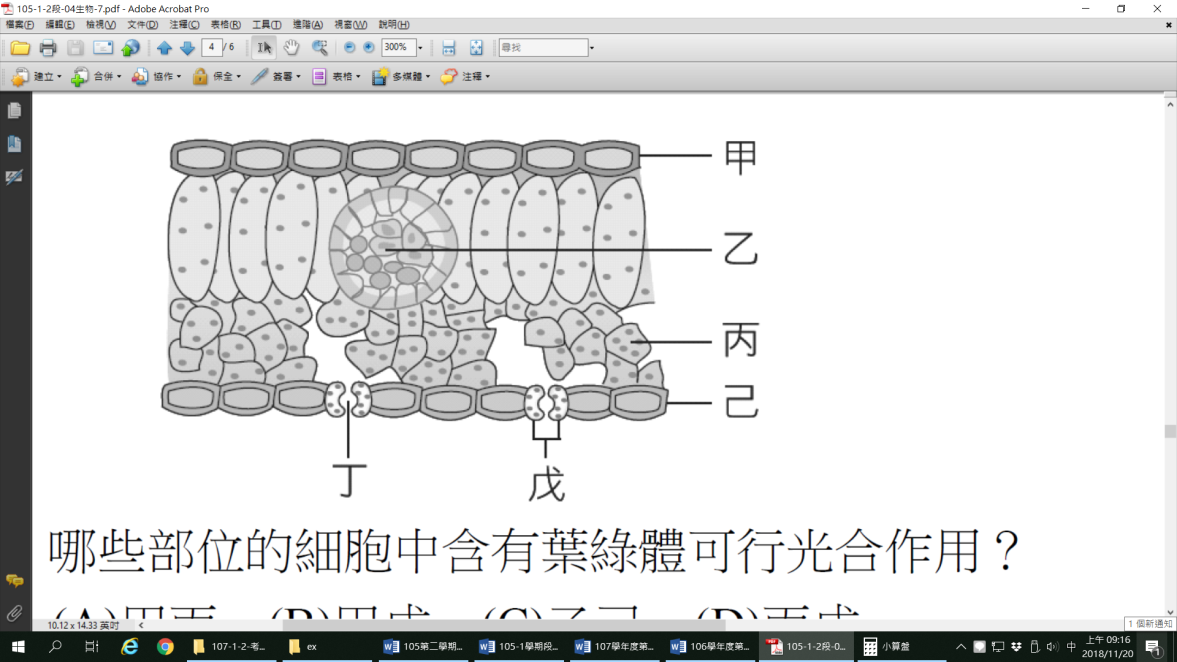 105-1-2段-04生物-7.pdf - Adobe Acrobat Pro
檔案(F) 編輯(E) 檢視(V) 文件(D) 注釋(C) 表格(R) 工具(T) 進階(A) 視窗(W) 說明(H)
4 / 6 300% 尋找
建立 合併 協作 保全 簽署 表格 多媒體 注釋
甲
乙
丙
己
丁 戊
哪些部位的細胞中含有葉綠體可行光合作用？
10.12 x 14.33 英吋
1 個新通知
107-1-2-考... ex 105第二學期... 105-1學期段... 107學年度第... 106學年度第... 105-1-2段-0... 小算盤 中 上午 09:16
2018/11/20 1